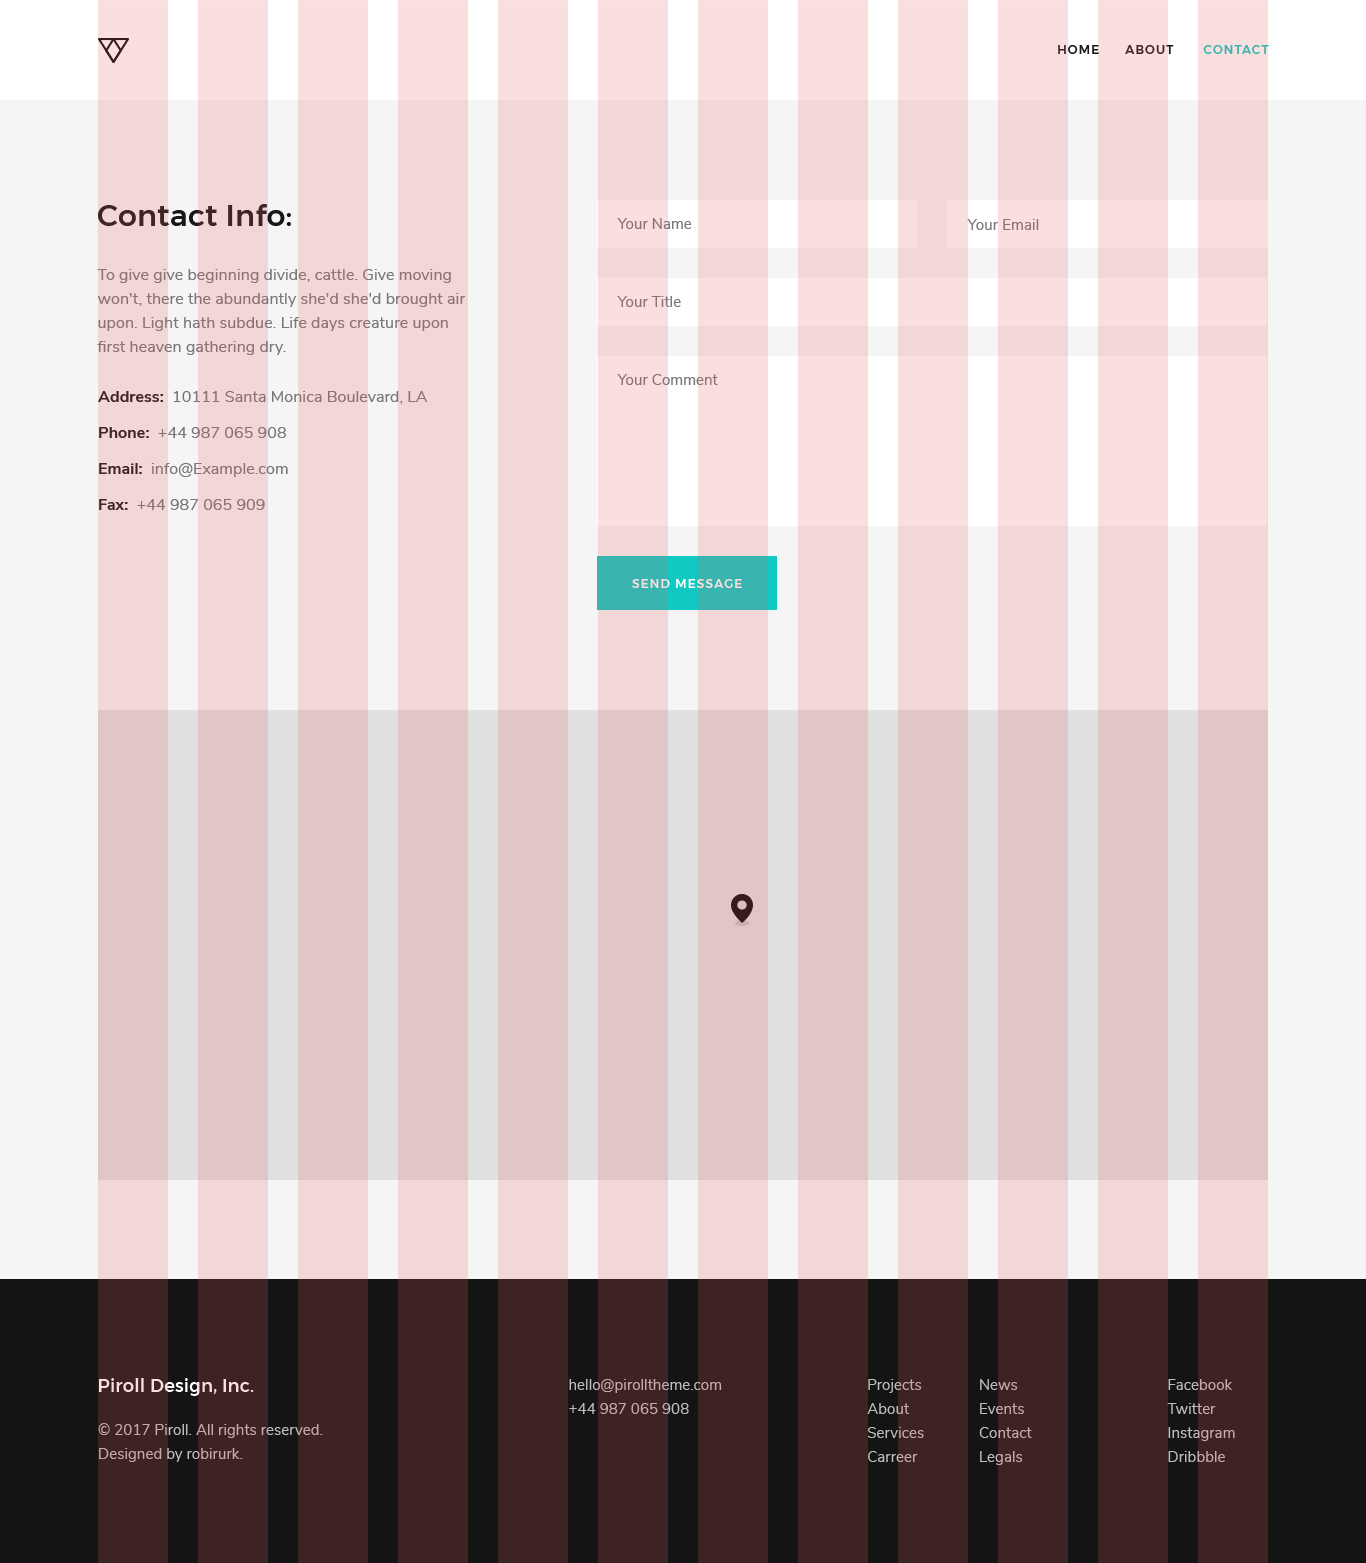 HOME
ABOUT
CONTACT
Contact Info:
To give give beginning divide, cattle. Give moving
won't, there the abundantly she'd she'd brought air
upon. Light hath subdue. Life days creature upon
first heaven gathering dry.
Address: 10111 Santa Monica Boulevard, LA
Phone: +44 987 065 908
Email: info@Example.com
Fax: +44 987 065 909
Your Name
Your Email
Your Title
Your Comment
SEND MESSAGE
Piroll Design, Inc.
© 2017 Piroll. All rights reserved.
Designed by robirurk.
hello@pirolltheme.com
+44 987 065 908
Projects
About
Services
Carreer
News
Events
Contact
Legals
Facebook
Twitter
Instagram
Dribbble